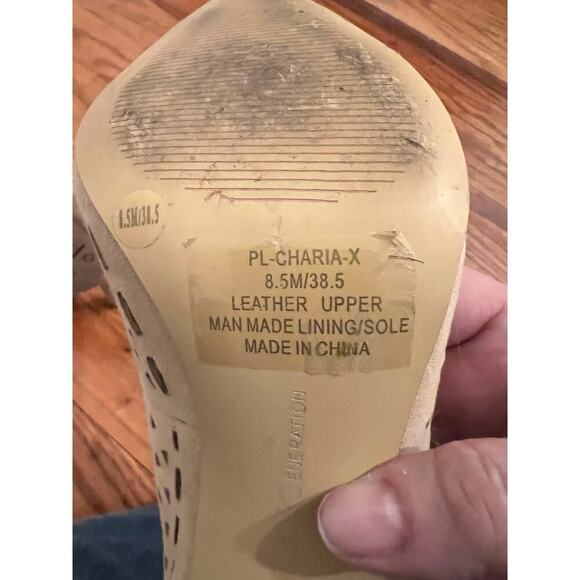 8.5M/38.5
PL-CHARIA-X
8.5M/38.5
LEATHER UPPER
MAN MADE LINING/SOLE
MADE IN CHINA
ENERATION